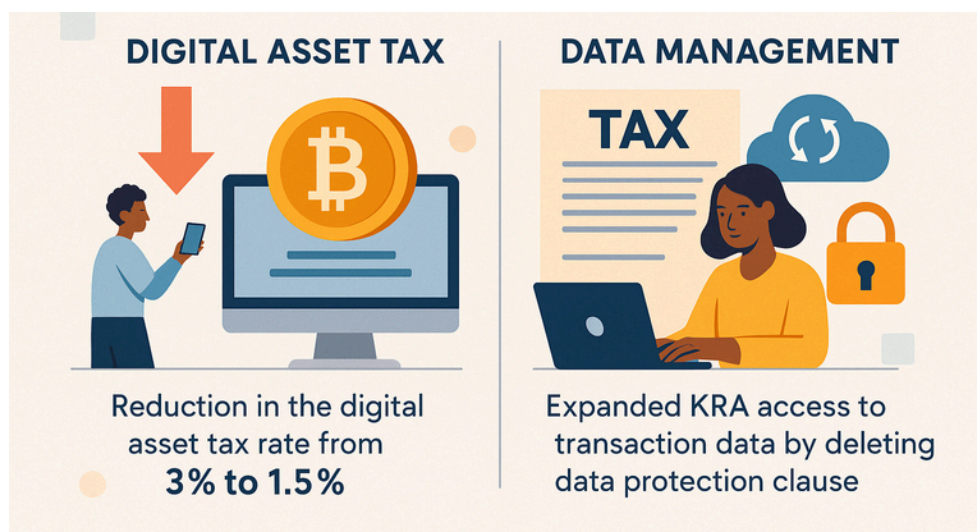 DIGITAL ASSET TAX
Reduction in the digital
asset tax rate from
3% to 1.5%
DATA MANAGEMENT
TAX
Expanded KRA access to
transaction data by deleting
data protection clause